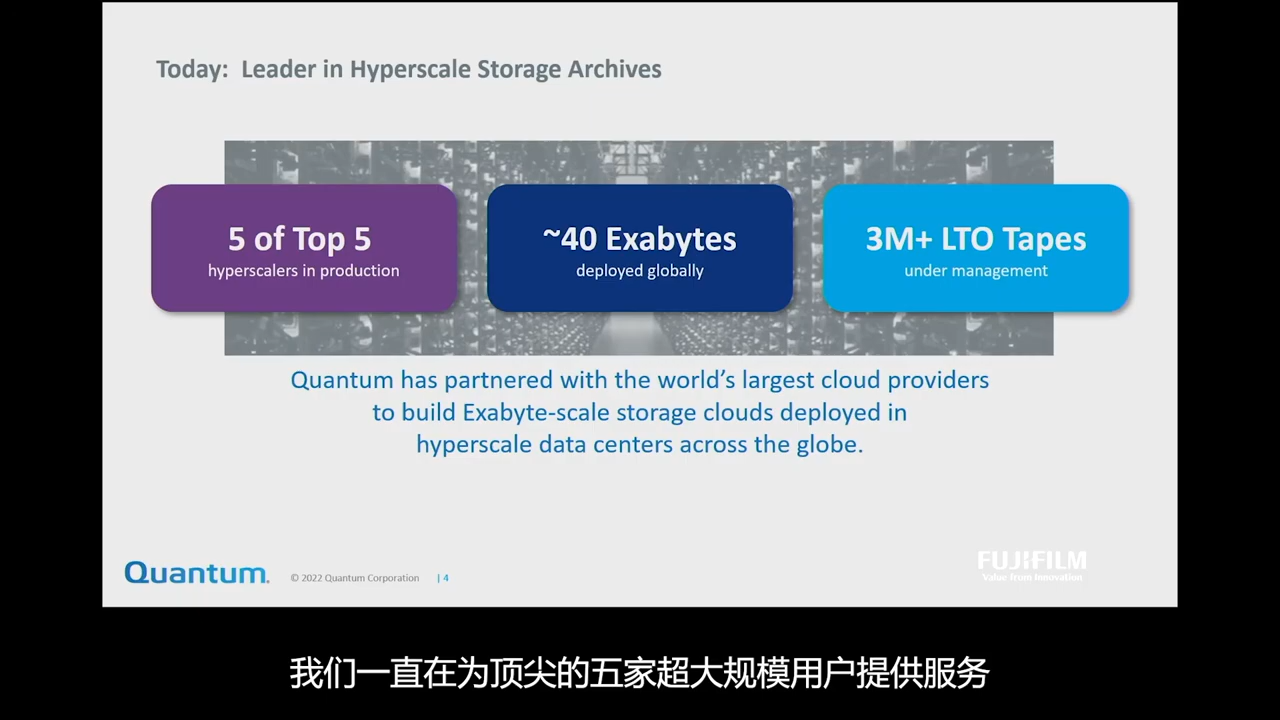 Today: Leader in Hyperscale Storage Archives
5 of Top 5
hyperscalers in production
~40 Exabytes
deployed globally
3M+ LTO Tapes
under management
Quantum has partnered with the world’s largest cloud providers
to build Exabyte-scale storage clouds deployed in
hyperscale data centers across the globe.
Quantum.
© 2022 Quantum Corporation | 4
FUJIFILM
Value from Innovation
我们一直在为顶尖的五家超大规模用户提供服务